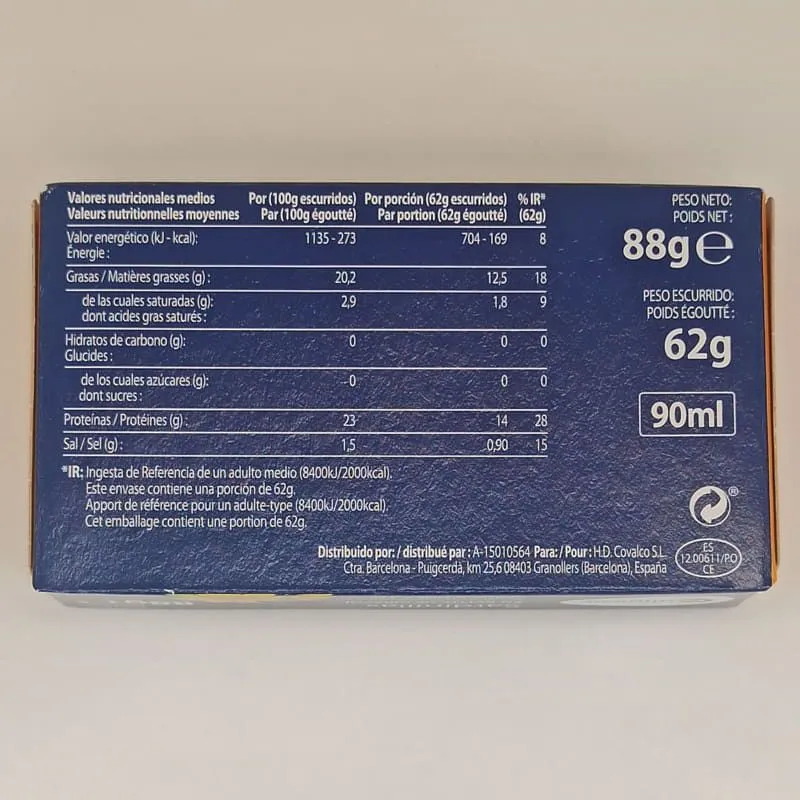 Valores nutricionales medios Por (100g escurridos) Por porción (62g escurridos) % IR*
Valeurs nutritionnelles moyennes Par (100g égoutté) Par portion (62g égoutté) (62g)
Valor energético (kJ - kcal): 1135 - 273 704 - 169 8
Énergie :
Grasas / Matières grasses (g) : 20,2 12,5 18
de las cuales saturadas (g): 2,9 1,8 9
dont acides gras saturés :
Hidratos de carbono (g): 0 0 0
Glucides :
de los cuales azúcares (g): 0 0 0
dont sucres :
Proteínas / Protéines (g) : 23 14 28
Sal / Sel (g) : 1,5 0,90 15
*IR: Ingesta de Referencia de un adulto medio (8400kJ/2000kcal).
Este envase contiene una porción de 62g.
Apport de référence pour un adulte-type (8400kJ/2000kcal).
Cet emballage contient une portion de 62g.
PESO NETO:
POIDS NET :
88g e
PESO ESCURRIDO:
POIDS ÉGOUTTÉ :
62g
90ml
®
Distribuido por: / distribué par : A-15010564 Para: / Pour : H.D. Covalco S.L.
Ctra. Barcelona - Puigcerdà, km 25,6 08403 Granollers (Barcelona), España
ES
12.00611/PO
CE